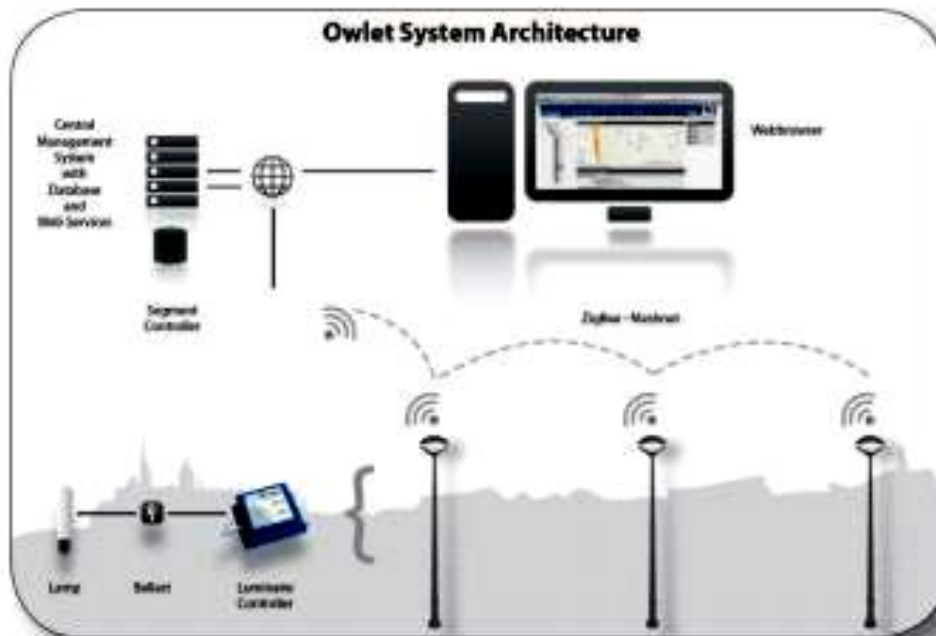 Owlet System Architecture
Central
Management
System
with
Database
and
Web Services
Webbrowser
Segment
Controller
ZigBee - Meshnet
Lamp
Ballast
Luminaire
Controller